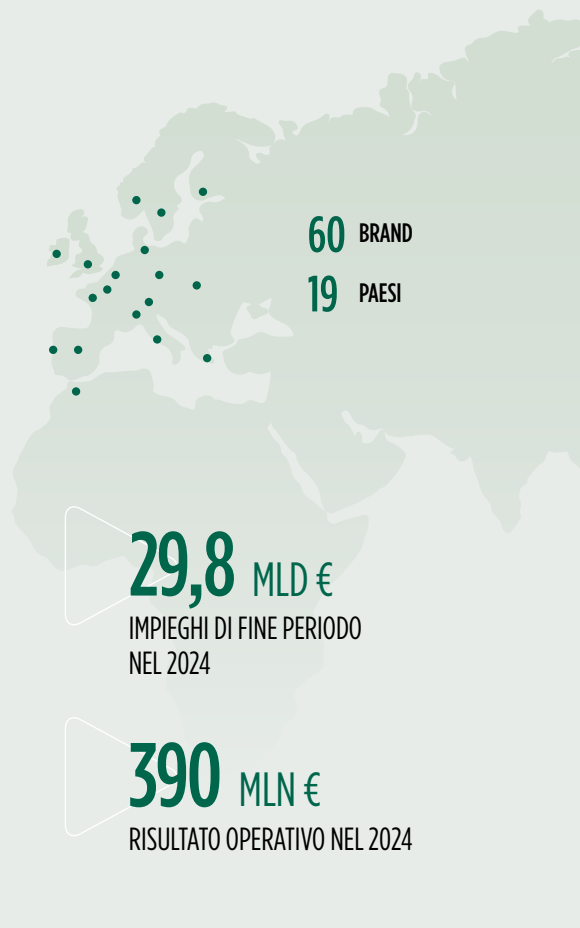 60 BRAND
19 PAESI
29,8 MLD €
IMPIEGHI DI FINE PERIODO
NEL 2024
390 MLN €
RISULTATO OPERATIVO NEL 2024